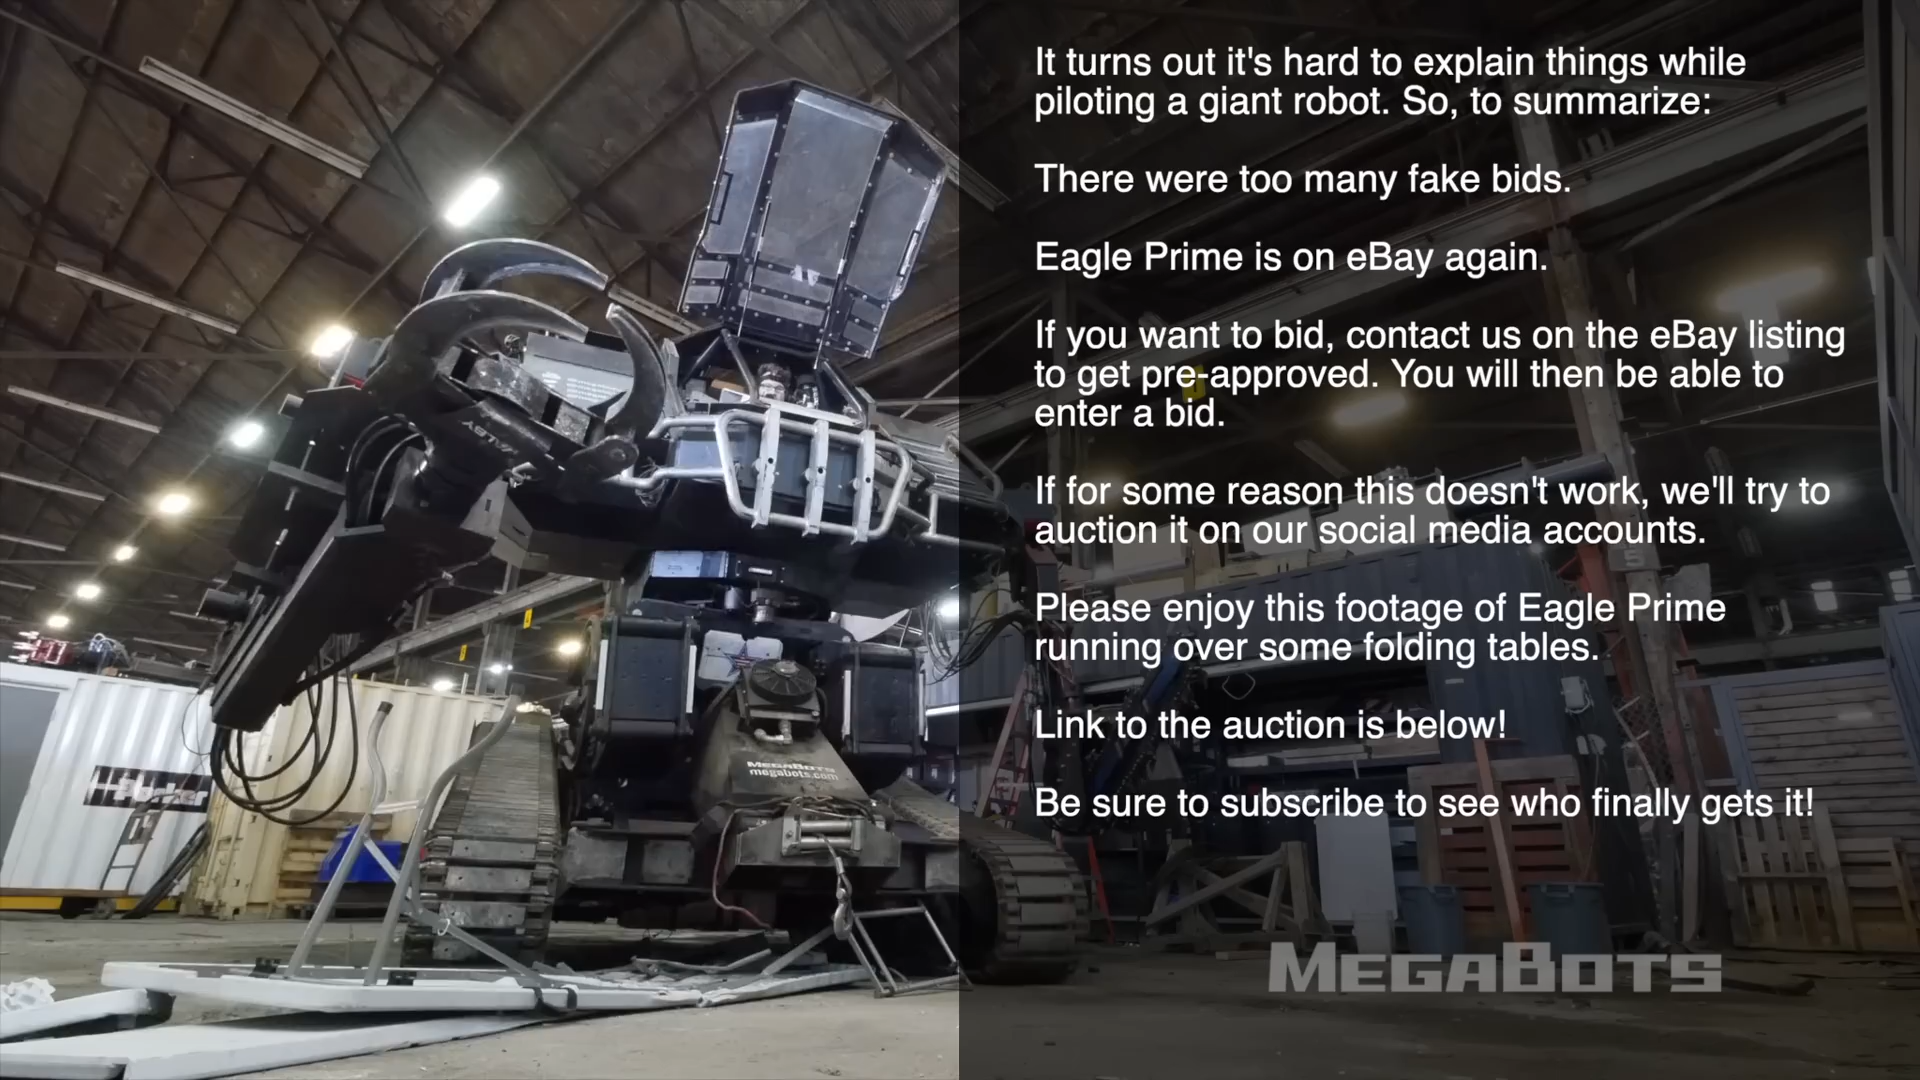 It turns out it's hard to explain things while
piloting a giant robot. So, to summarize:
There were too many fake bids.
Eagle Prime is on eBay again.
If you want to bid, contact us on the eBay listing
to get pre-approved. You will then be able to
enter a bid.
If for some reason this doesn't work, we'll try to
auction it on our social media accounts.
Please enjoy this footage of Eagle Prime
running over some folding tables.
Link to the auction is below!
Be sure to subscribe to see who finally gets it!
MEGABOTS
MEGABOTS
megabots.com
Parker
5